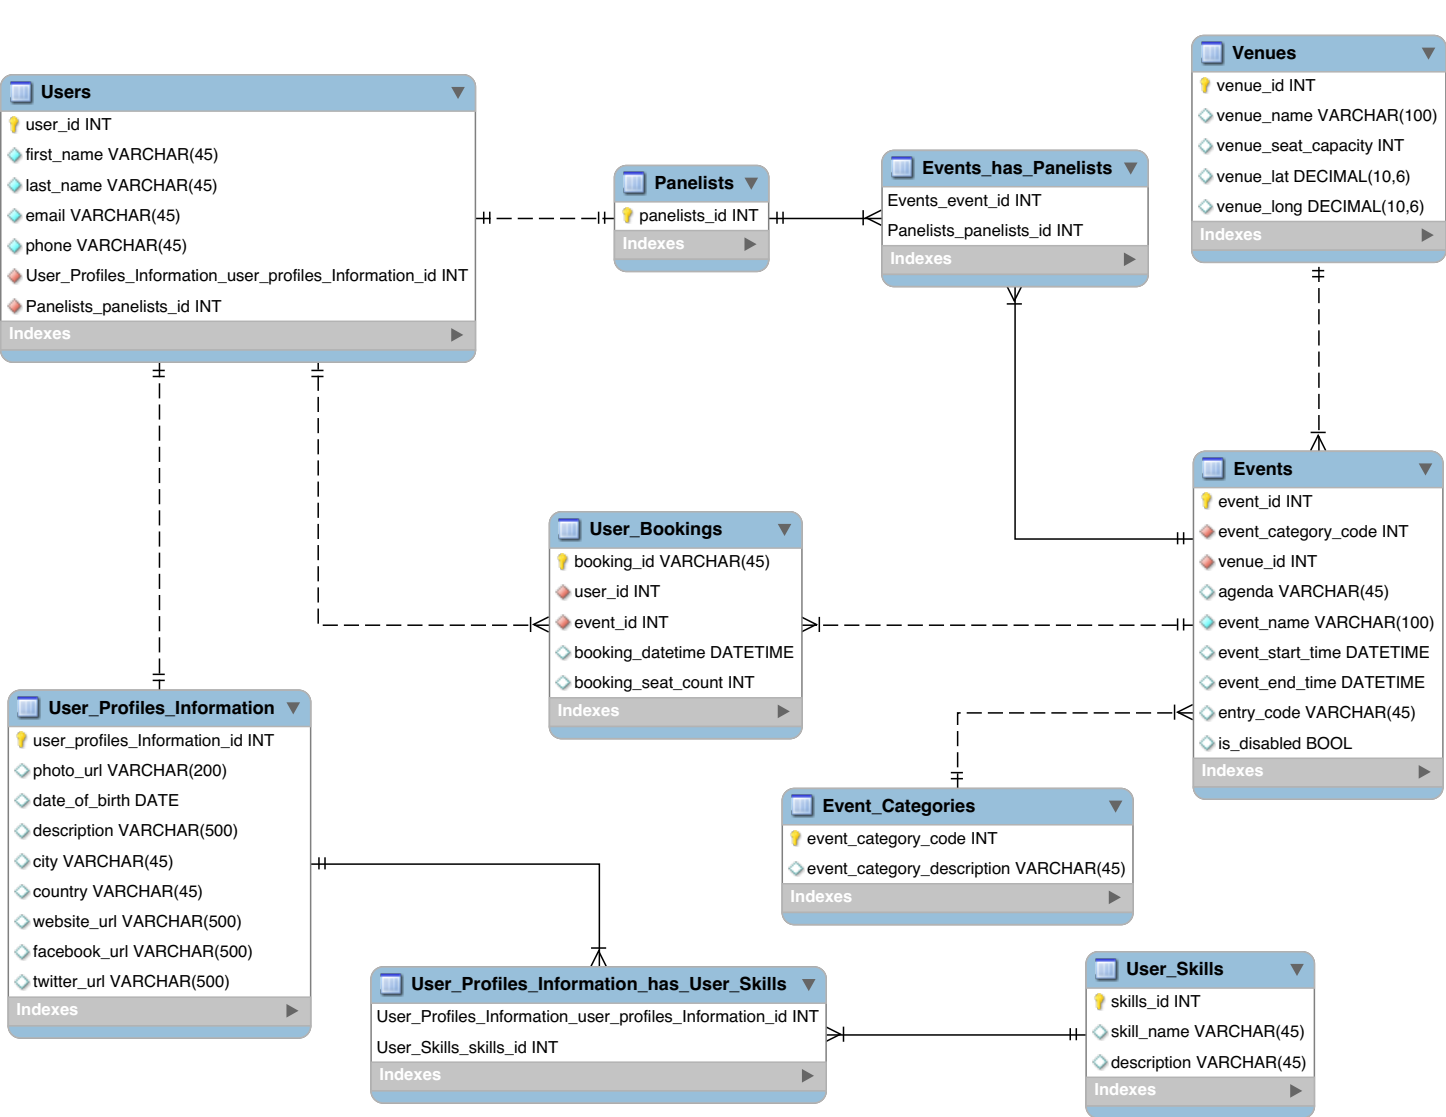 Users
user_id INT
first_name VARCHAR(45)
last_name VARCHAR(45)
email VARCHAR(45)
phone VARCHAR(45)
User_Profiles_Information_user_profiles_Information_id INT
Panelists_panelists_id INT
Indexes
Panelists
panelists_id INT
Indexes
Events_has_Panelists
Events_event_id INT
Panelists_panelists_id INT
Indexes
Venues
venue_id INT
venue_name VARCHAR(100)
venue_seat_capacity INT
venue_lat DECIMAL(10,6)
venue_long DECIMAL(10,6)
Indexes
User_Bookings
booking_id VARCHAR(45)
user_id INT
event_id INT
booking_datetime DATETIME
booking_seat_count INT
Indexes
Events
event_id INT
event_category_code INT
venue_id INT
agenda VARCHAR(45)
event_name VARCHAR(100)
event_start_time DATETIME
event_end_time DATETIME
entry_code VARCHAR(45)
is_disabled BOOL
Indexes
User_Profiles_Information
user_profiles_Information_id INT
photo_url VARCHAR(200)
date_of_birth DATE
description VARCHAR(500)
city VARCHAR(45)
country VARCHAR(45)
website_url VARCHAR(500)
facebook_url VARCHAR(500)
twitter_url VARCHAR(500)
Indexes
Event_Categories
event_category_code INT
event_category_description VARCHAR(45)
Indexes
User_Profiles_Information_has_User_Skills
User_Profiles_Information_user_profiles_Information_id INT
User_Skills_skills_id INT
Indexes
User_Skills
skills_id INT
skill_name VARCHAR(45)
description VARCHAR(45)
Indexes